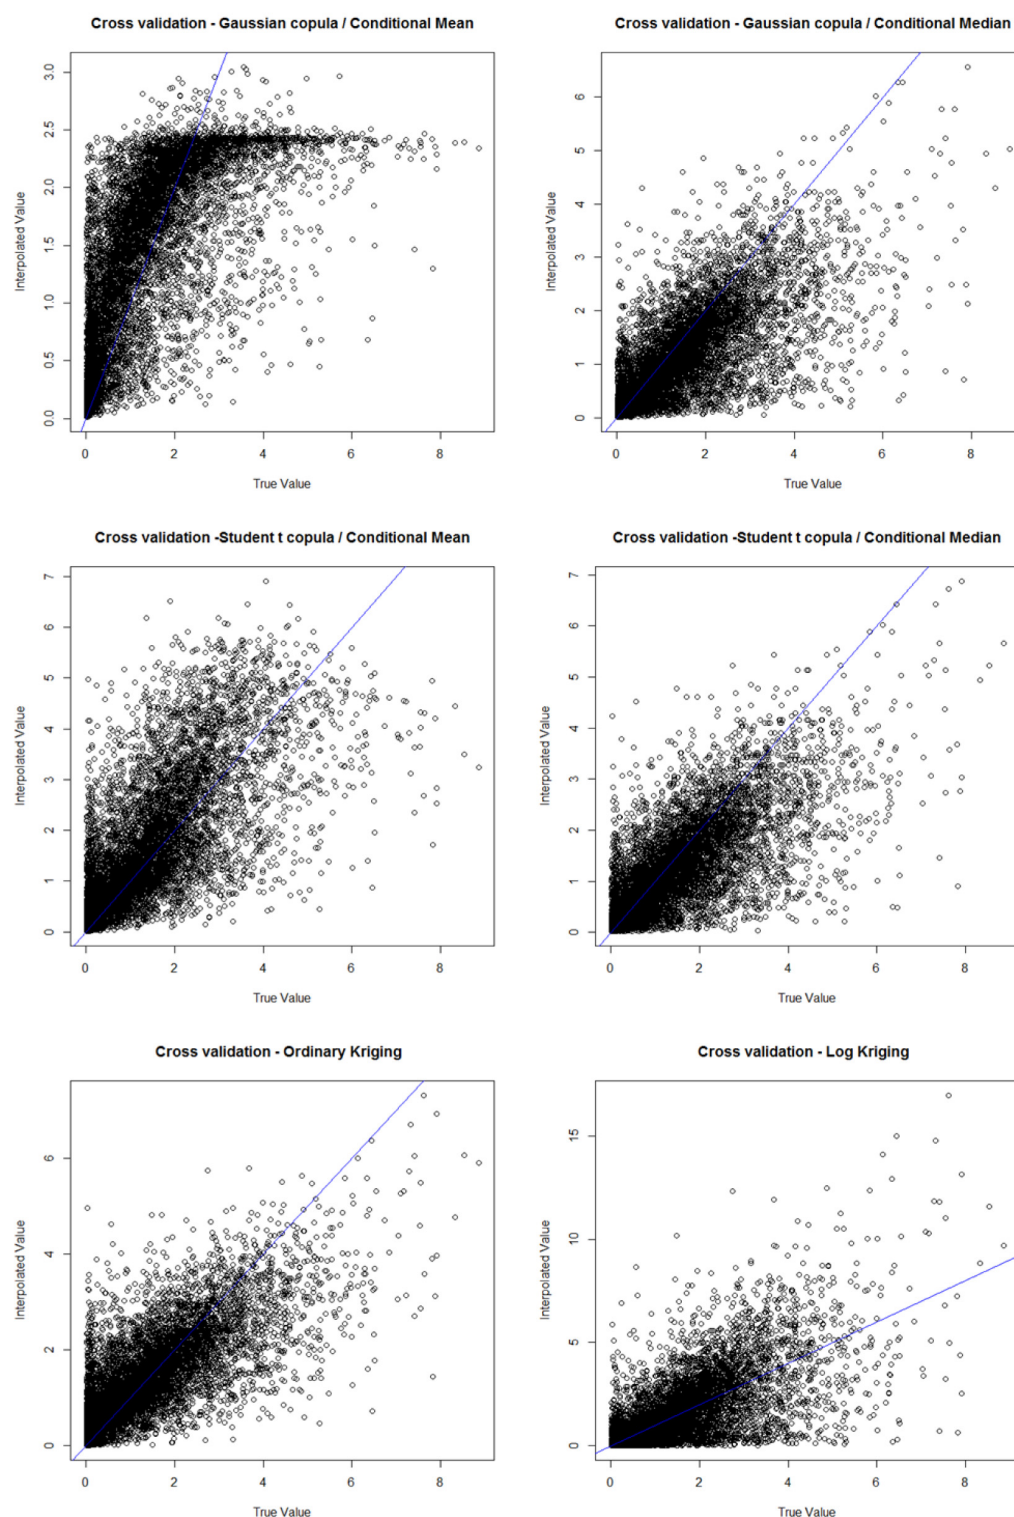 Cross validation - Gaussian copula / Conditional Mean
3.0
2.5
2.0
1.5
1.0
0.5
0.0
Interpolated Value
0 2 4 6 8
True Value
Cross validation - Gaussian copula / Conditional Median
6
5
4
3
2
1
0
Interpolated Value
0 2 4 6 8
True Value
Cross validation -Student t copula / Conditional Mean
7
6
5
4
3
2
1
0
Interpolated Value
0 2 4 6 8
True Value
Cross validation -Student t copula / Conditional Median
7
6
5
4
3
2
1
0
Interpolated Value
0 2 4 6 8
True Value
Cross validation - Ordinary Kriging
6
4
2
0
Interpolated Value
0 2 4 6 8
True Value
Cross validation - Log Kriging
15
10
5
0
Interpolated Value
0 2 4 6 8
True Value